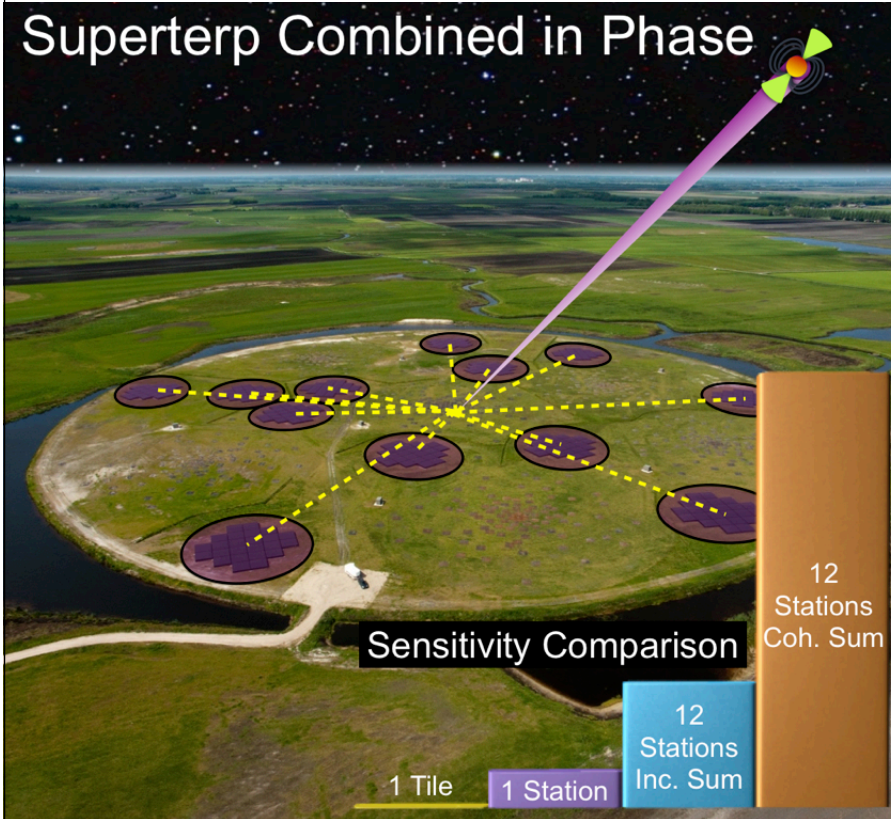 Superterp Combined in Phase
Sensitivity Comparison
1 Tile
1 Station
12
Stations
Inc. Sum
12
Stations
Coh. Sum